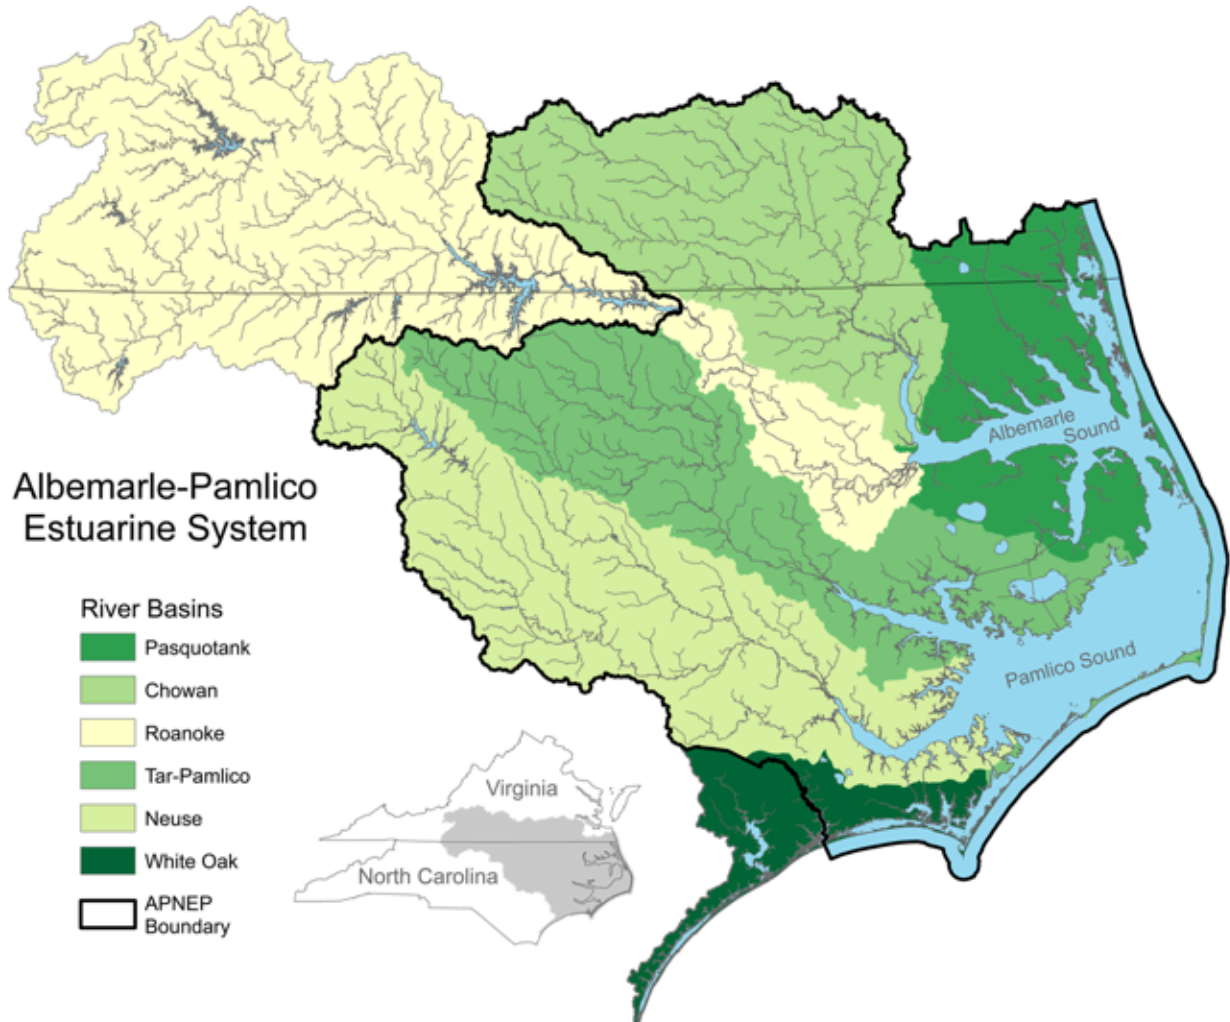 Albemarle
Sound
Albemarle-Pamlico
Estuarine System
River Basins
Pasquotank
Chowan
Roanoke
Tar-Pamlico
Neuse
White Oak
APNEP
Boundary
Pamlico Sound
Virginia
North Carolina